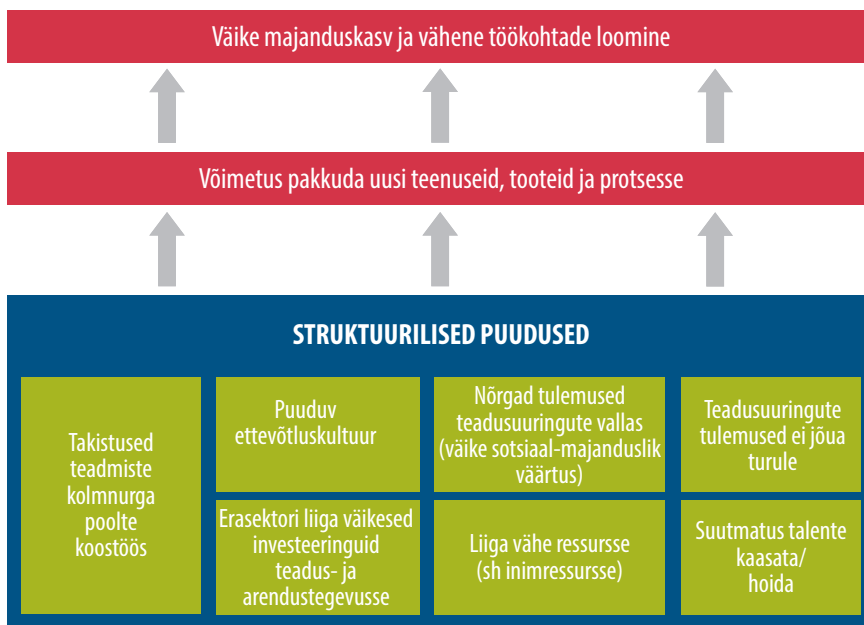 Väike majanduskasv ja vähene töökohtade loomine
Võimetus pakkuda uusi teenuseid, tooteid ja protsesse
STRUKTUURILISED PUUDUSED
Takistused
teadmiste
kolmnurga
poolte
koostöös
Puuduv
ettevõtluskultuur
Nõrgad tulemused
teadusuuringute vallas
(väike sotsiaal-majanduslik
väärtus)
Teadusuuringute
tulemused ei jõua
turule
Erasektori liiga väikesed
investeeringuid
teadus- ja
arendustegevusse
Liiga vähe ressursse
(sh inimressursse)
Suutmatus talente
kaasata/
hoida